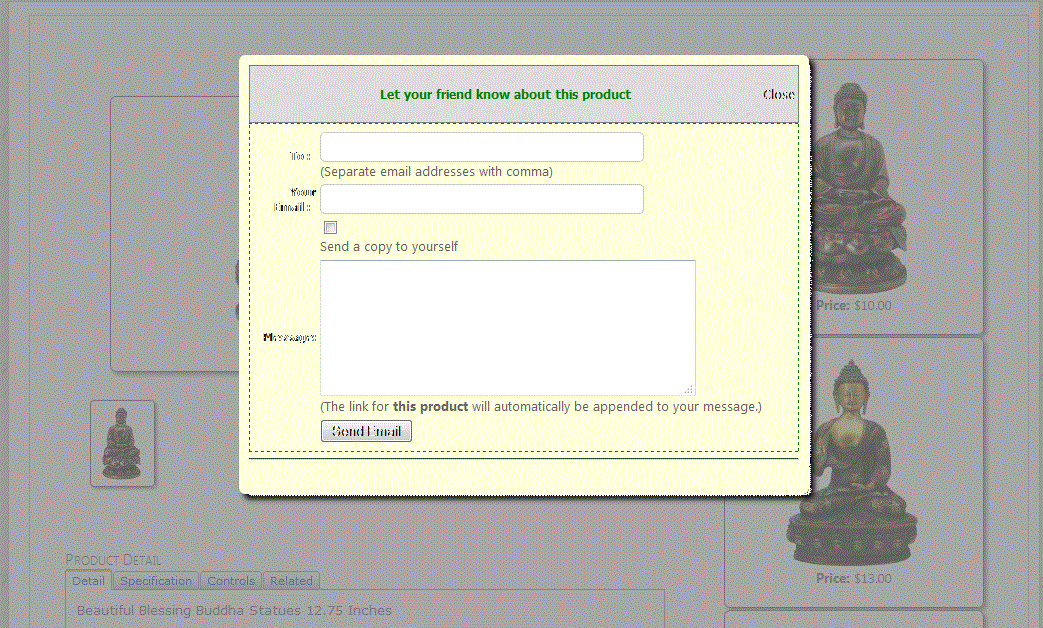 Let your friend know about this product
Close
To :
(Separate email addresses with comma)
Your
Email :
Send a copy to yourself
Message:
(The link for this product will automatically be appended to your message.)
Send Email
Price: $10.00
Price: $13.00
Product Detail
Detail Specification Controls Related
Beautiful Blessing Buddha Statues 12.75 Inches